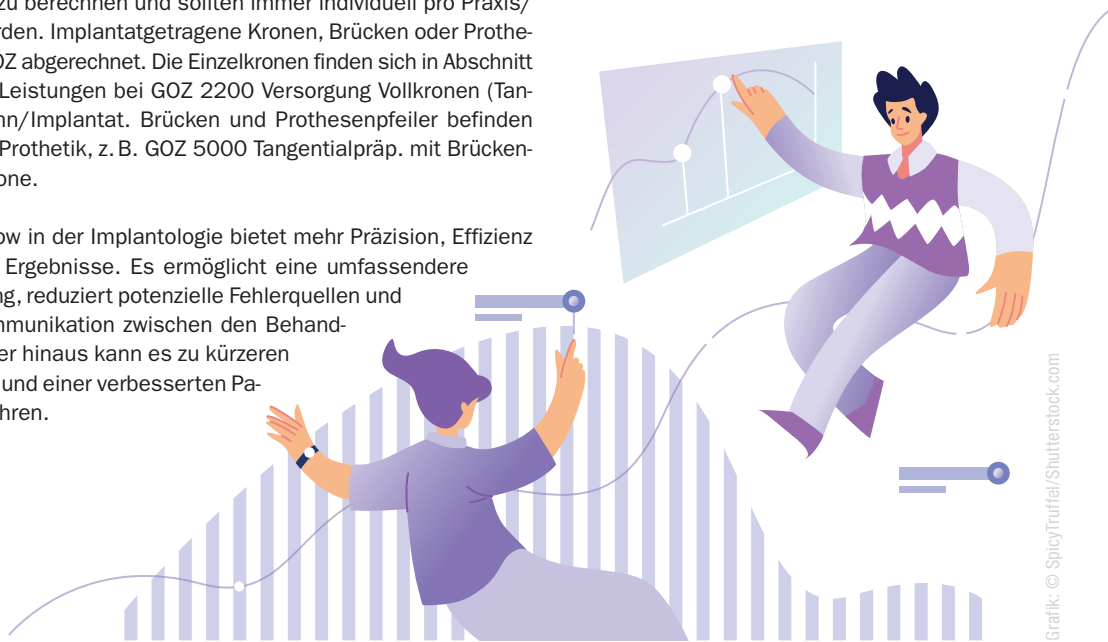 zu berechnen und sollten immer individuell pro Praxis/
rden. Implantatgetragene Kronen, Brücken oder Prothe-
OZ abgerechnet. Die Einzelkronen finden sich in Abschnitt
Leistungen bei GOZ 2200 Versorgung Vollkronen (Tan-
hn/Implantat. Brücken und Prothesenpfeiler befinden
Prothetik, z. B. GOZ 5000 Tangentialpräp. mit Brücken-
one.
ow in der Implantologie bietet mehr Präzision, Effizienz
Ergebnisse. Es ermöglicht eine umfassendere
ng, reduziert potenzielle Fehlerquellen und
mmunikation zwischen den Behand-
er hinaus kann es zu kürzeren
und einer verbesserten Pa-
hren.
Grafik: © SpicyTruffel/Shutterstock.com